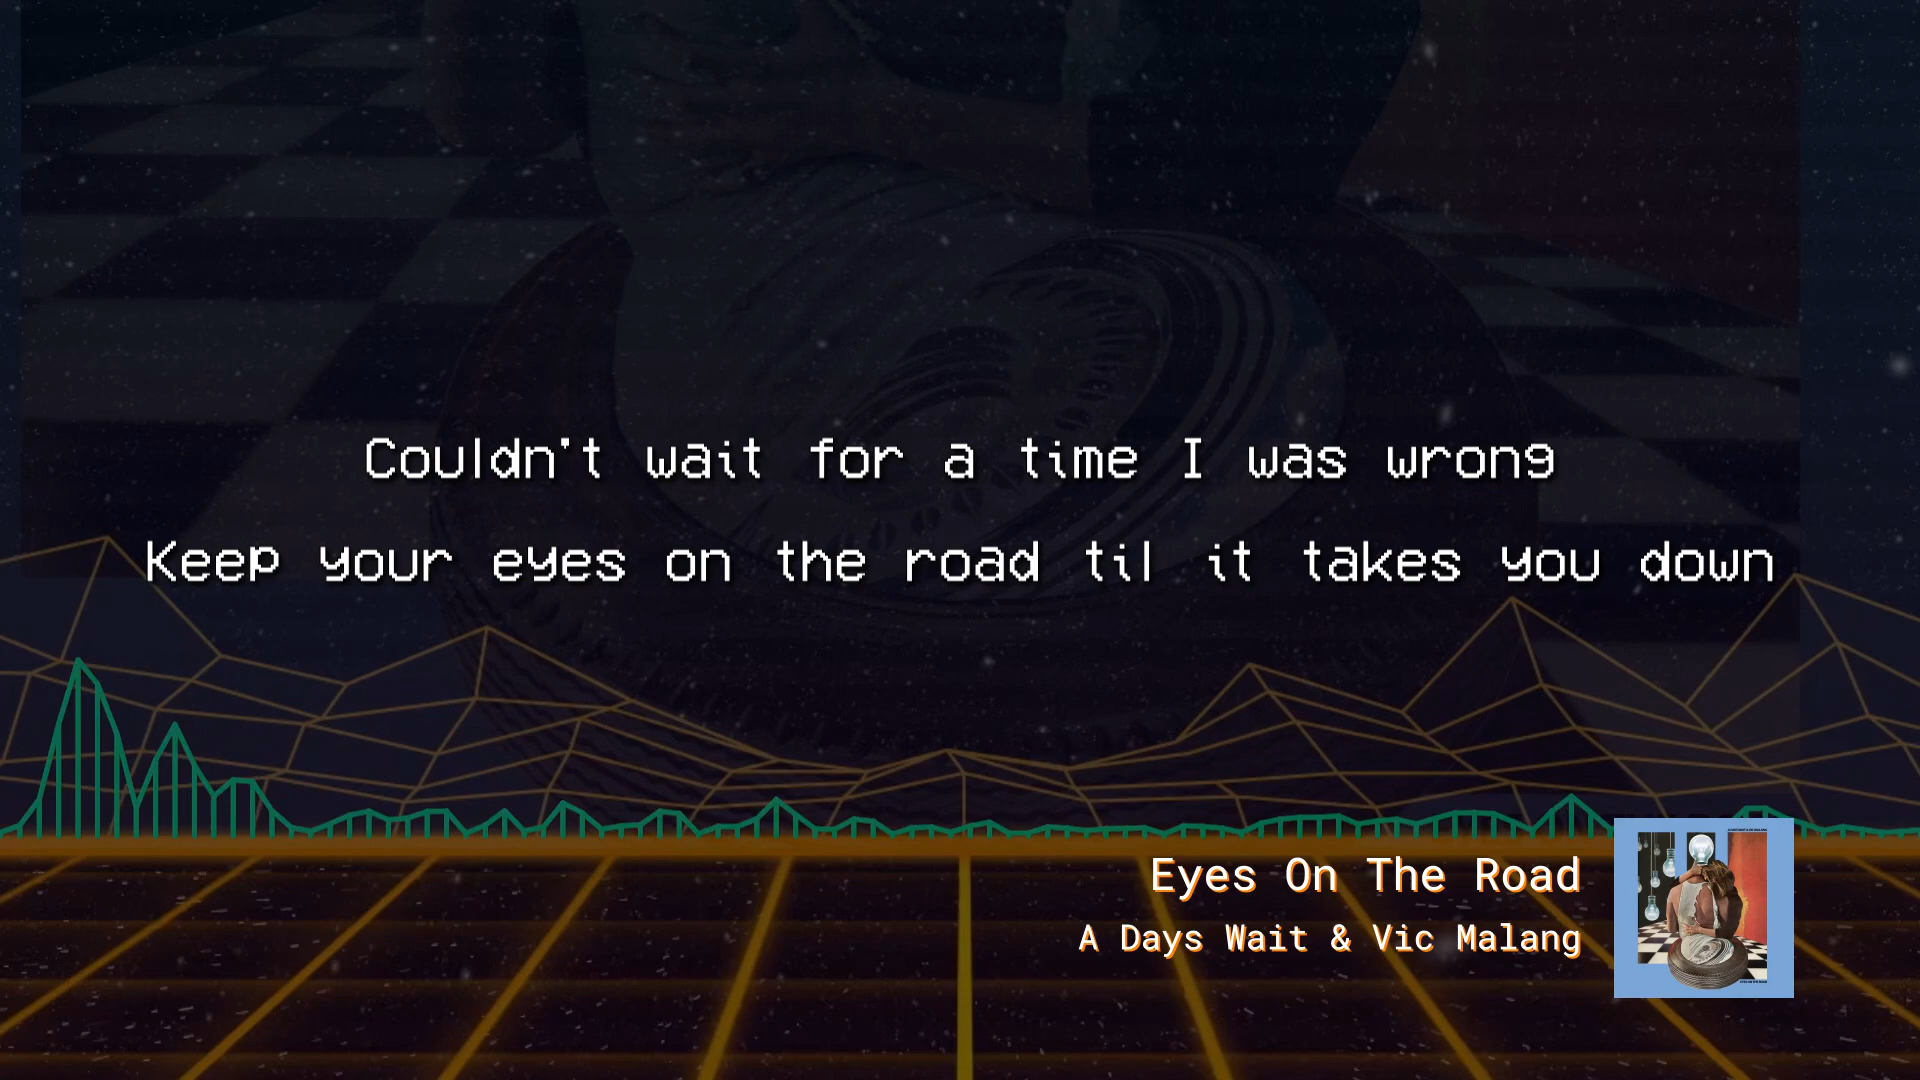 Couldn't wait for a time I was wrong
Keep your eyes on the road til it takes you down
Eyes On The Road
A Days Wait & Vic Malang